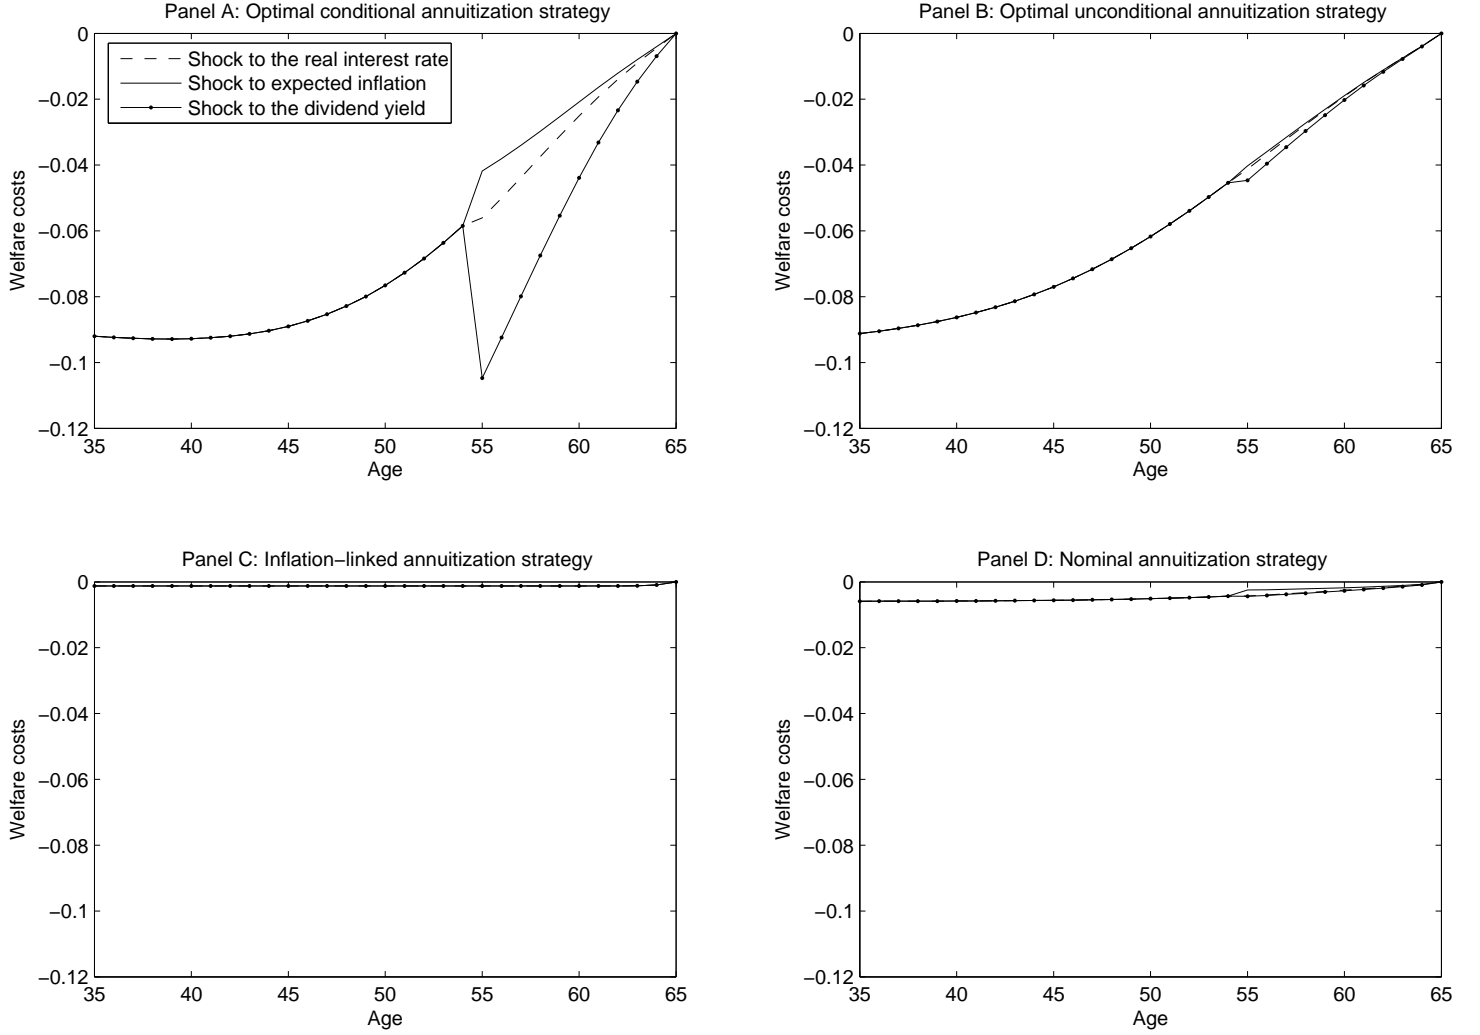 Panel A: Optimal conditional annuitization strategy
0
−0.02
−0.04
−0.06
−0.08
−0.1
−0.12
Welfare costs
Shock to the real interest rate
Shock to expected inflation
Shock to the dividend yield
35 40 45 50 55 60 65
Age
Panel B: Optimal unconditional annuitization strategy
0
−0.02
−0.04
−0.06
−0.08
−0.1
−0.12
Welfare costs
35 40 45 50 55 60 65
Age
Panel C: Inflation−linked annuitization strategy
0
−0.02
−0.04
−0.06
−0.08
−0.1
−0.12
Welfare costs
35 40 45 50 55 60 65
Age
Panel D: Nominal annuitization strategy
0
−0.02
−0.04
−0.06
−0.08
−0.1
−0.12
Welfare costs
35 40 45 50 55 60 65
Age